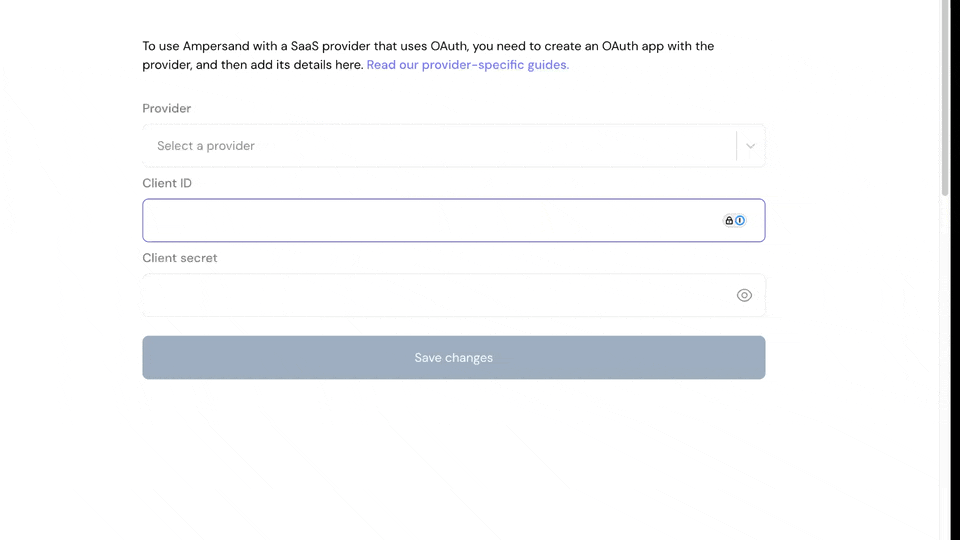 To use Ampersand with a SaaS provider that uses OAuth, you need to create an OAuth app with the
provider, and then add its details here. Read our provider-specific guides.
Provider
Select a provider
Client ID
Client secret
Save changes